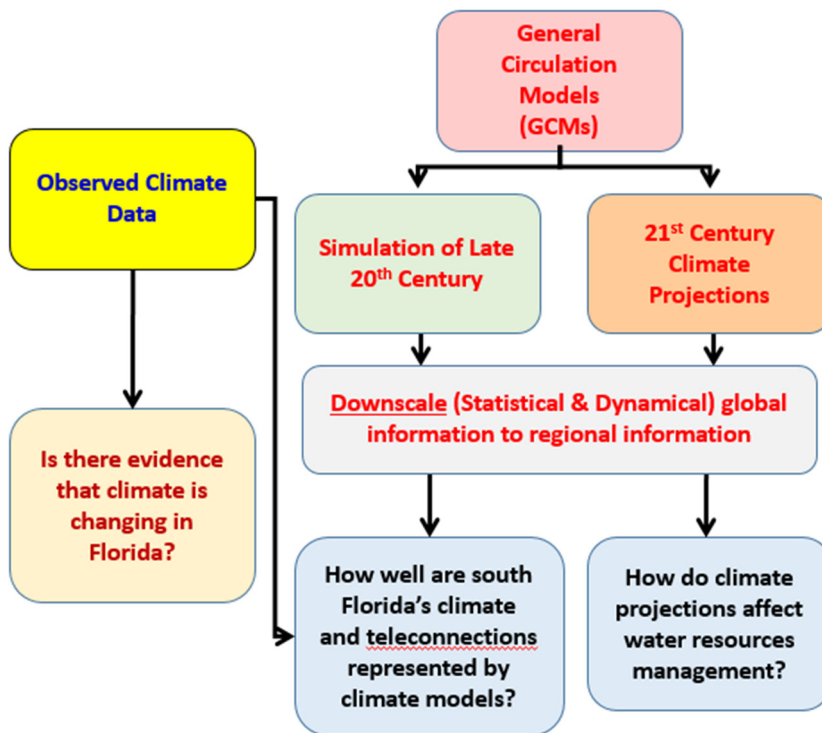 General
Circulation
Models
(GCMs)
Observed Climate
Data
Simulation of Late
20th Century
21st Century
Climate
Projections
Downscale (Statistical & Dynamical) global
information to regional information
Is there evidence
that climate is
changing in
Florida?
How well are south
Florida's climate
and teleconnections
represented by
climate models?
How do climate
projections affect
water resources
management?